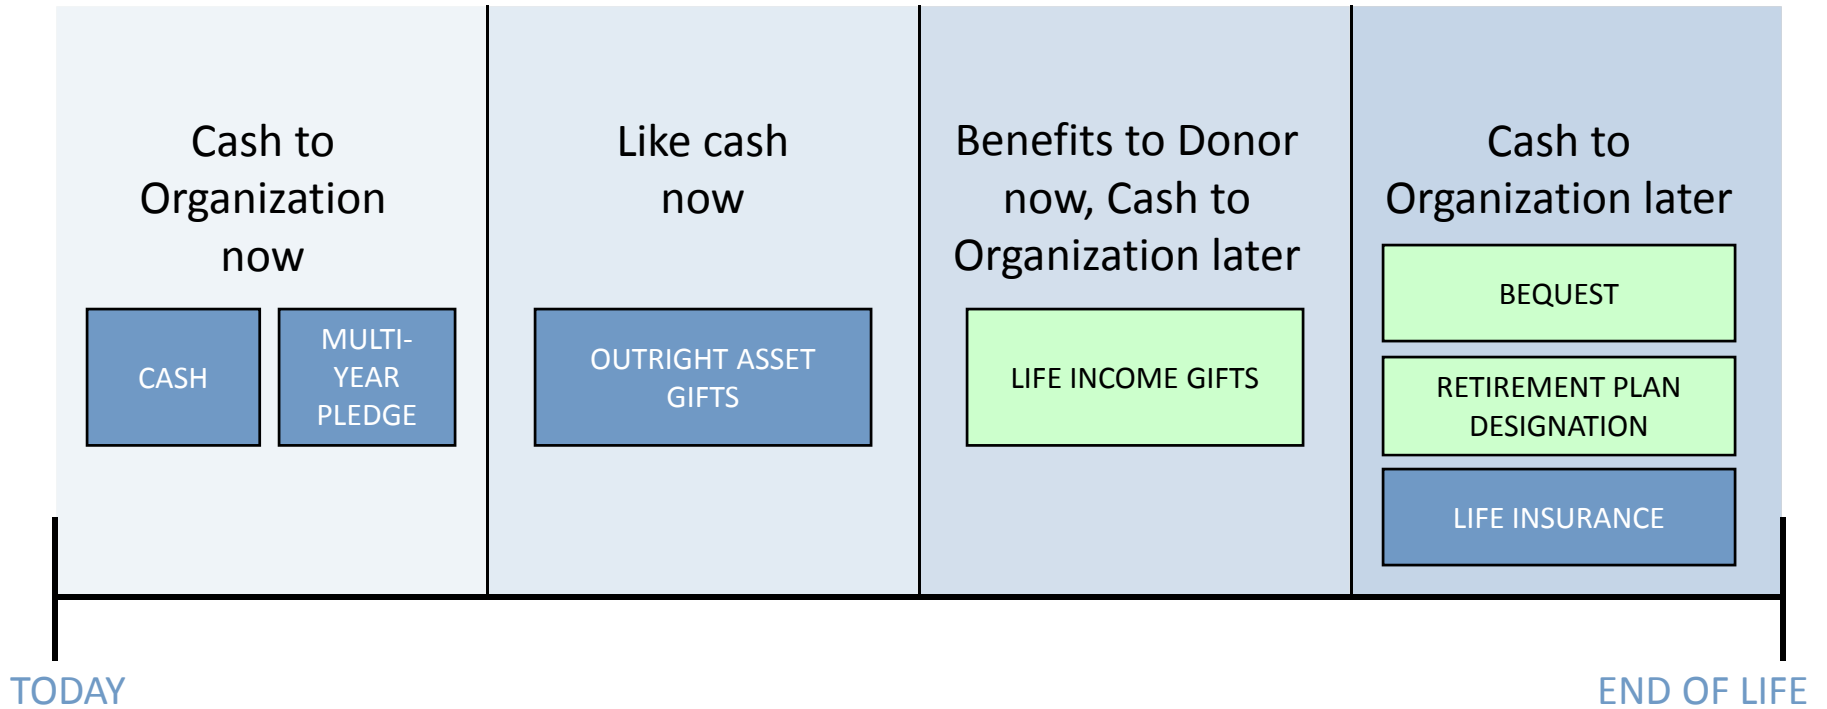 Cash to
Organization
now
CASH
MULTI-
YEAR
PLEDGE
Like cash
now
OUTRIGHT ASSET
GIFTS
Benefits to Donor
now, Cash to
Organization later
LIFE INCOME GIFTS
Cash to
Organization later
BEQUEST
RETIREMENT PLAN
DESIGNATION
LIFE INSURANCE
TODAY
END OF LIFE